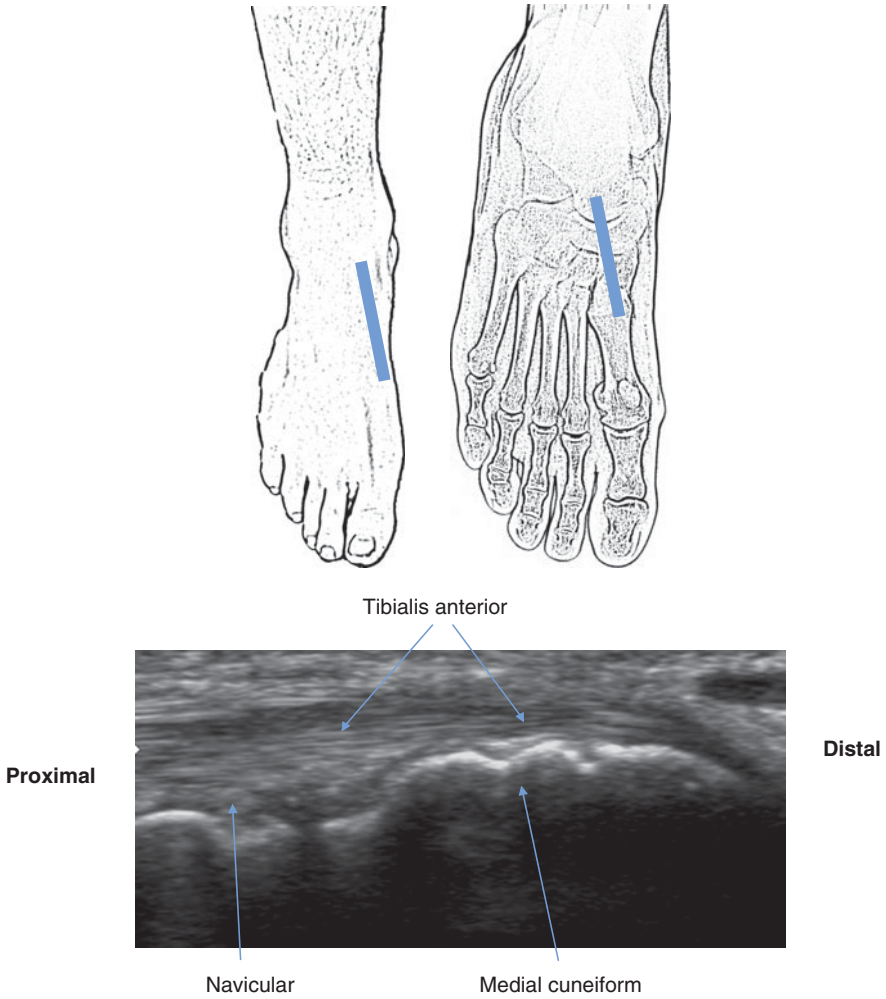 Tibialis anterior
Proximal
Distal
Navicular
Medial cuneiform